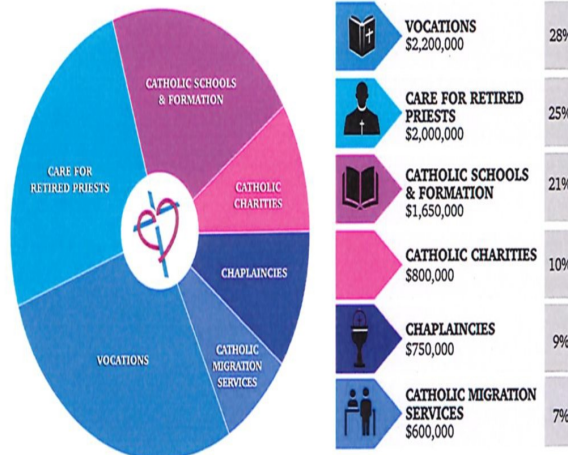 CATHOLIC SCHOOLS
& FORMATION
CARE FOR
RETIRED PRIESTS
CATHOLIC
CHARITIES
CHAPLAINCIES
VOCATIONS
CATHOLIC
MIGRATION
SERVICES
VOCATIONS
$2,200,000
28%
CARE FOR RETIRED
PRIESTS
$2,000,000
25%
CATHOLIC SCHOOLS
& FORMATION
$1,650,000
21%
CATHOLIC CHARITIES
$800,000
10%
CHAPLAINCIES
$750,000
9%
CATHOLIC MIGRATION
SERVICES
$600,000
7%